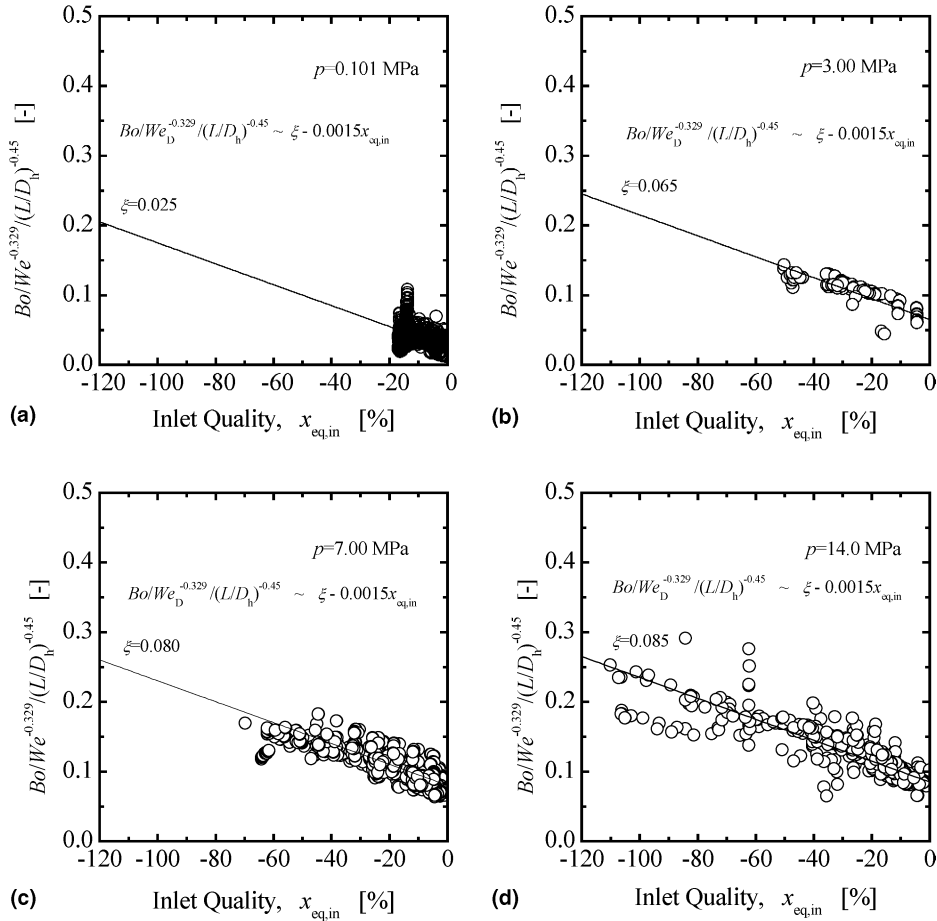 0.5
0.4
0.3
0.2
0.1
0.0
-120 -100 -80 -60 -40 -20 0
Bo/We^-0.329/(L/D_h)^-0.45 [-]
p=0.101 MPa
Bo/We_D^-0.329/(L/D_h)^-0.45 ~ ξ - 0.0015x_eq,in
ξ=0.025
(a) Inlet Quality, x_eq,in [%]
0.5
0.4
0.3
0.2
0.1
0.0
-120 -100 -80 -60 -40 -20 0
Bo/We^-0.329/(L/D_h)^-0.45 [-]
p=3.00 MPa
Bo/We_D^-0.329/(L/D_h)^-0.45 ~ ξ - 0.0015x_eq,in
ξ=0.065
(b) Inlet Quality, x_eq,in [%]
0.5
0.4
0.3
0.2
0.1
0.0
-120 -100 -80 -60 -40 -20 0
Bo/We^-0.329/(L/D_h)^-0.45 [-]
p=7.00 MPa
Bo/We_D^-0.329/(L/D_h)^-0.45 ~ ξ - 0.0015x_eq,in
ξ=0.080
(c) Inlet Quality, x_eq,in [%]
0.5
0.4
0.3
0.2
0.1
0.0
-120 -100 -80 -60 -40 -20 0
Bo/We^-0.329/(L/D_h)^-0.45 [-]
p=14.0 MPa
Bo/We_D^-0.329/(L/D_h)^-0.45 ~ ξ - 0.0015x_eq,in
ξ=0.085
(d) Inlet Quality, x_eq,in [%]